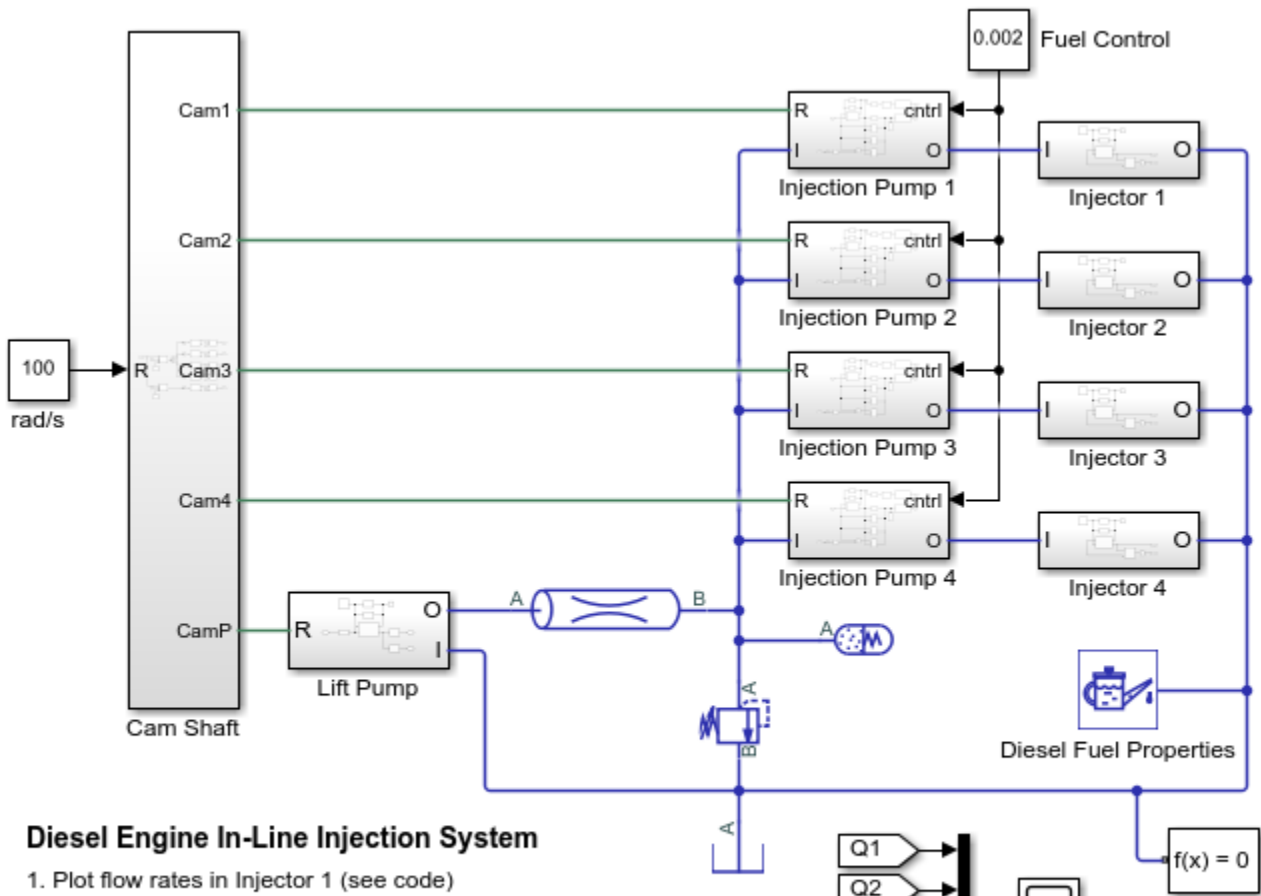 0.002 Fuel Control
Cam1 R cntrl
I O I O
Injection Pump 1 Injector 1
Cam2 R cntrl
I O I O
Injection Pump 2 Injector 2
100 R Cam3 R cntrl
rad/s
I O I O
Injection Pump 3 Injector 3
Cam4 R cntrl
I O I O
Injection Pump 4 Injector 4
A B
O
CamP R
I A
Lift Pump
A
Cam Shaft
B
Diesel Fuel Properties
A
Diesel Engine In-Line Injection System
Q1
f(x) = 0
1. Plot flow rates in Injector 1 (see code)
Q2